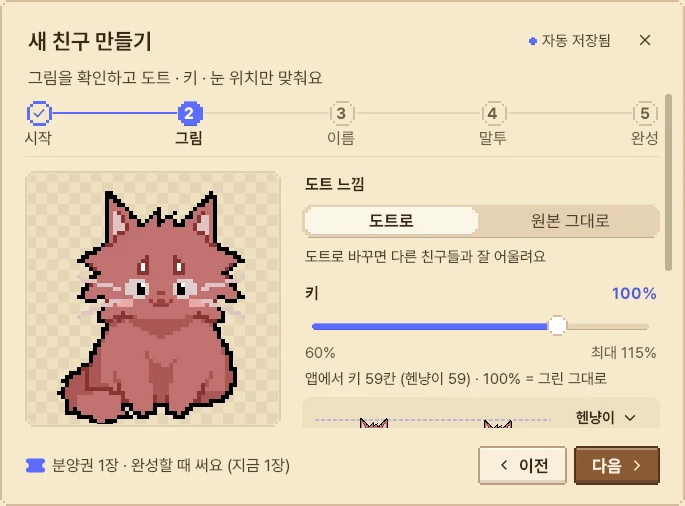 새 친구 만들기
자동 저장됨
그림을 확인하고 도트 · 키 · 눈 위치만 맞춰요
2
3
4
5
시작
그림
이름
말투
완성
도트 느낌
도트로
원본 그대로
도트로 바꾸면 다른 친구들과 잘 어울려요
키
100%
60%
최대 115%
앱에서 키 59칸 (헨냥이 59) · 100% = 그린 그대로
헨냥이
분양권 1장 · 완성할 때 써요 (지금 1장)
이전
다음